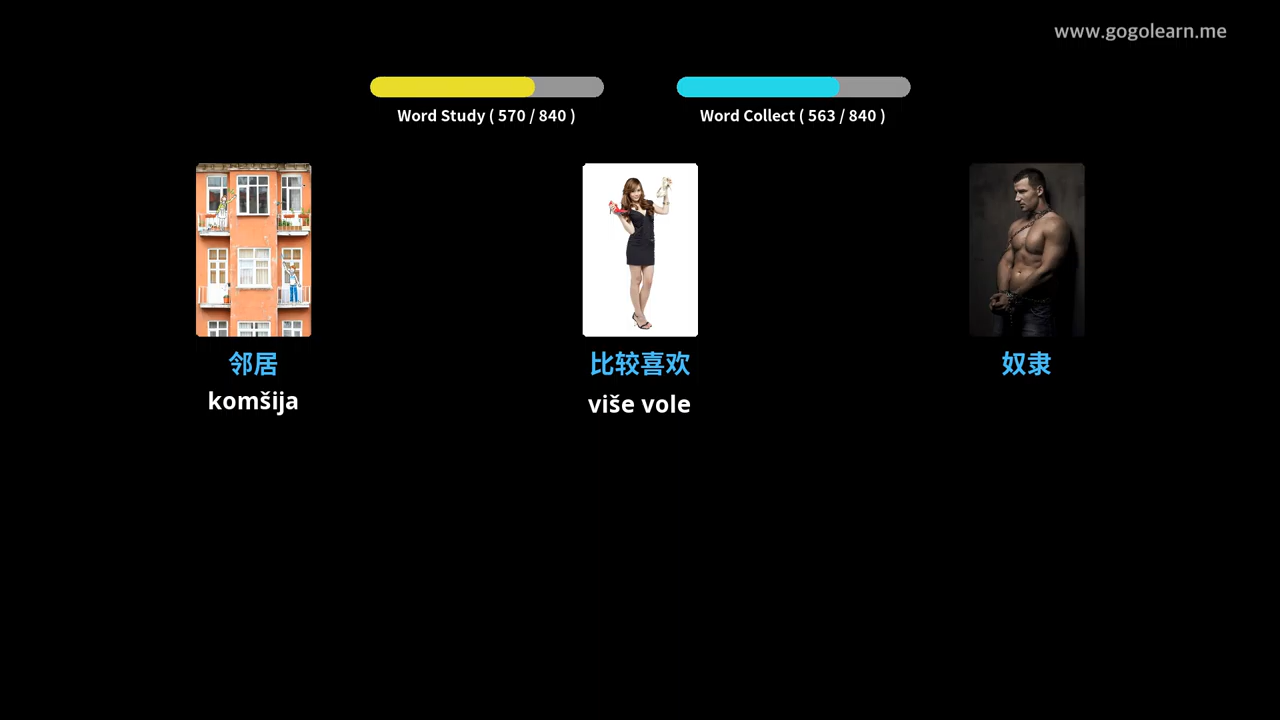 www.gogolearn.me
Word Study ( 570 / 840 )
Word Collect ( 563 / 840 )
邻居
komšija
比较喜欢
više vole
奴隶